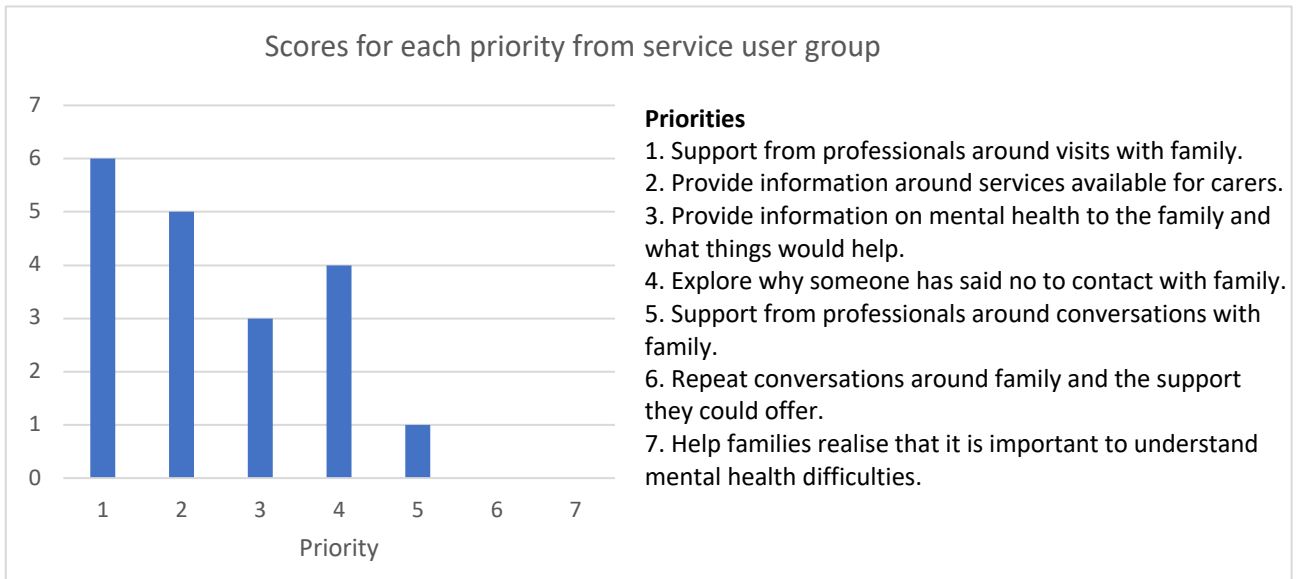 Scores for each priority from service user group
7
6
5
4
3
2
1
0
1 2 3 4 5 6 7
Priority
Priorities
1. Support from professionals around visits with family.
2. Provide information around services available for carers.
3. Provide information on mental health to the family and
what things would help.
4. Explore why someone has said no to contact with family.
5. Support from professionals around conversations with
family.
6. Repeat conversations around family and the support
they could offer.
7. Help families realise that it is important to understand
mental health difficulties.